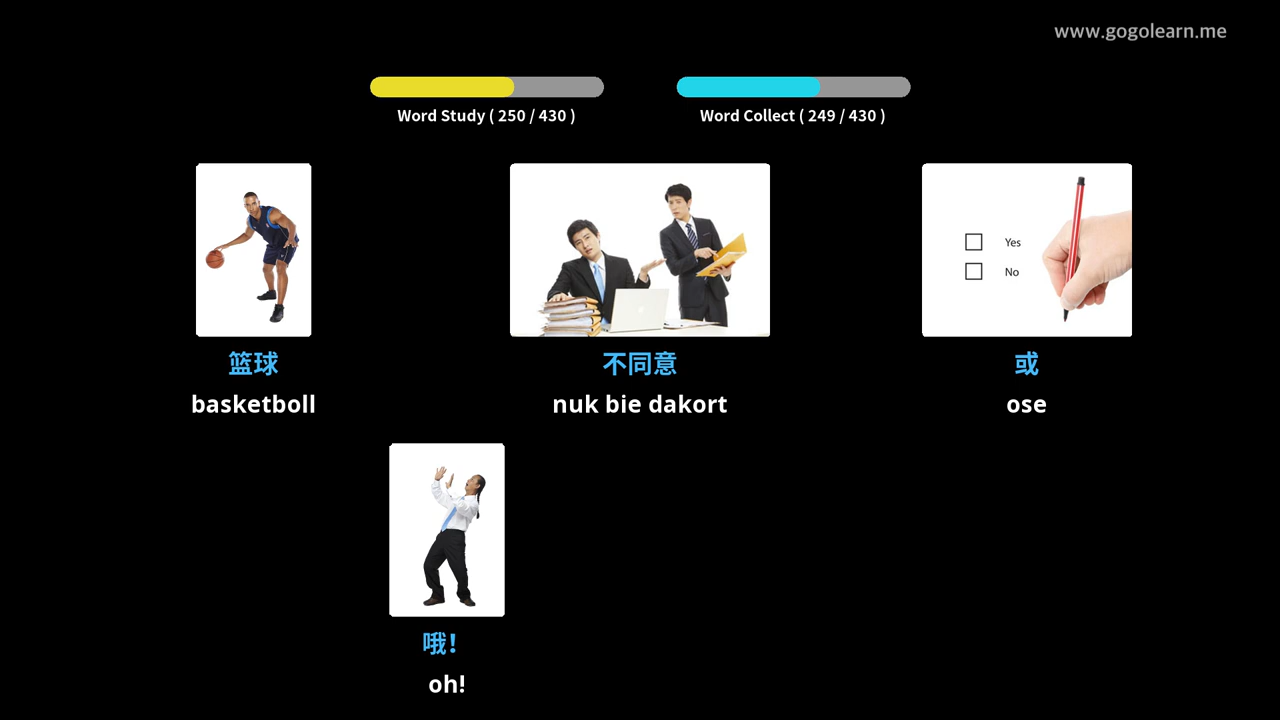 www.gogolearn.me
Word Study ( 250 / 430 )
Word Collect ( 249 / 430 )
Yes
No
篮球
basketboll
不同意
nuk bie dakort
或
ose
哦！
oh!